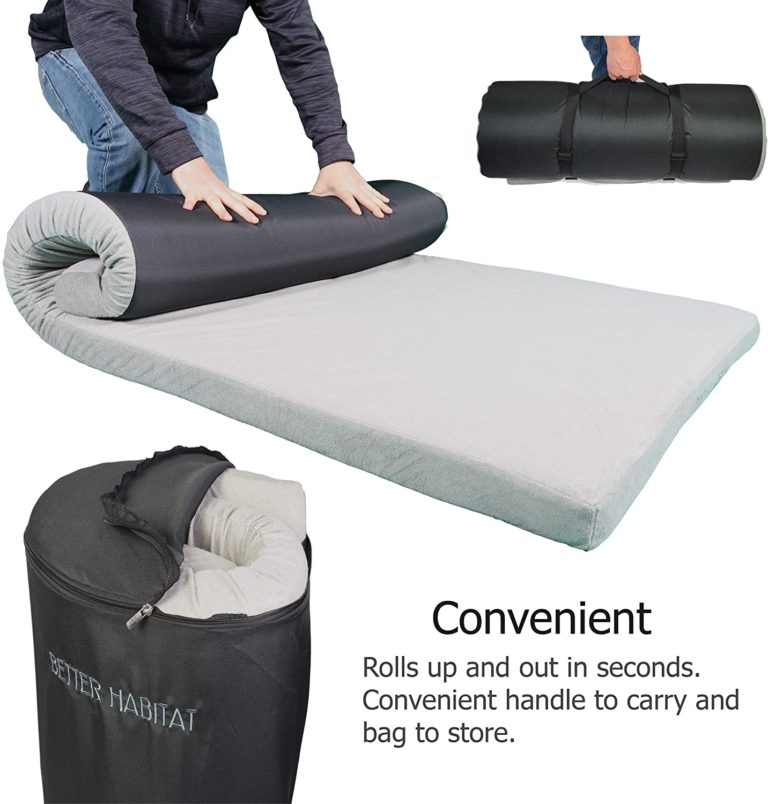 BETTER HABITAT
Convenient
Rolls up and out in seconds.
Convenient handle to carry and
bag to store.